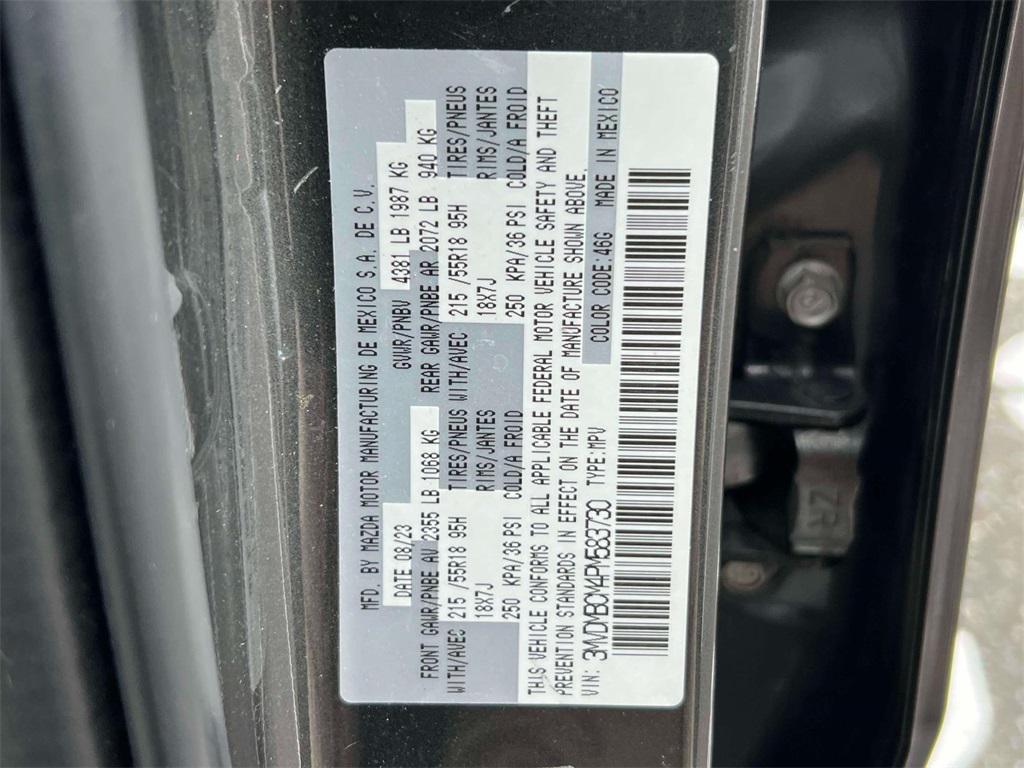 MFD. BY MAZDA MOTOR MANUFACTURING DE MEXICO S.A. DE C.V.
DATE 08/23 GVWR/PNBV 4381 LB 1987 KG
FRONT GAWR/PNBE AV 2355 LB 1068 KG REAR GAWR/PNBE AR 2072 LB 940 KG
WITH/AVEC 215 /55R18 95H TIRES/PNEUS WITH/AVEC 215 /55R18 95H TIRES/PNEUS
18X7J RIMS/JANTES 18X7J RIMS/JANTES
250 KPA/36 PSI COLD/A FROID 250 KPA/36 PSI COLD/A FROID
THIS VEHICLE CONFORMS TO ALL APPLICABLE FEDERAL MOTOR VEHICLE SAFETY AND THEFT
PREVENTION STANDARDS IN EFFECT ON THE DATE OF MANUFACTURE SHOWN ABOVE.
VIN: 3MVDMBCM4PM583730 TYPE:MPV COLOR CODE:46G MADE IN MEXICO
ZR